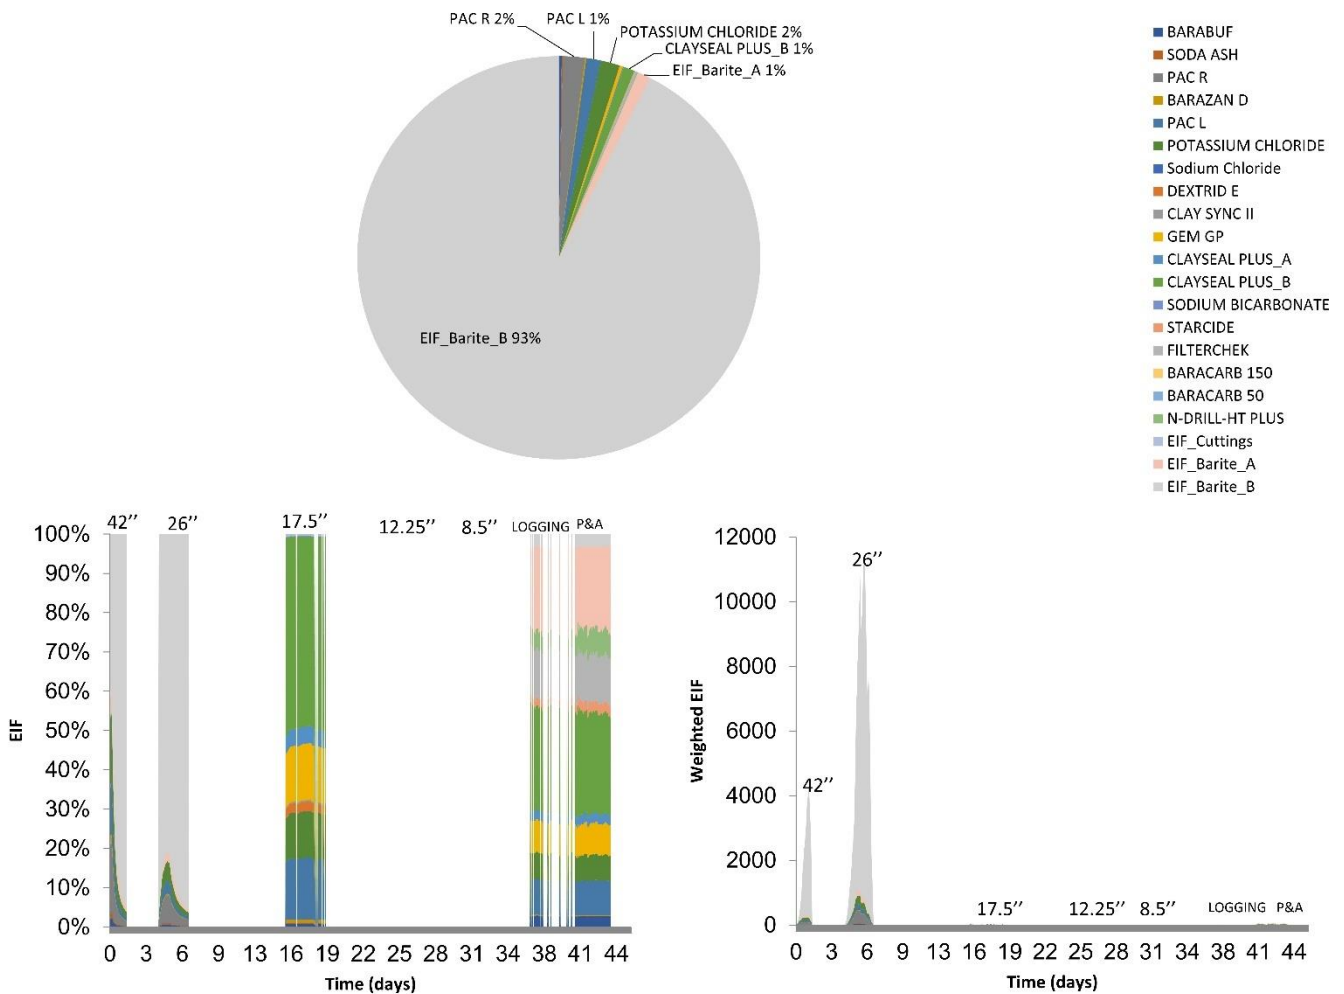 PAC R 2%
PAC L 1%
POTASSIUM CHLORIDE 2%
CLAYSEAL PLUS_B 1%
EIF_Barite_A 1%
EIF_Barite_B 93%
BARABUF
SODA ASH
PAC R
BARAZAN D
PAC L
POTASSIUM CHLORIDE
Sodium Chloride
DEXTRID E
CLAY SYNC II
GEM GP
CLAYSEAL PLUS_A
CLAYSEAL PLUS_B
SODIUM BICARBONATE
STARCIDE
FILTERCHEK
BARACARB 150
BARACARB 50
N-DRILL-HT PLUS
EIF_Cuttings
EIF_Barite_A
EIF_Barite_B
42’’ 26’’ 17.5’’ 12.25’’ 8.5’’ LOGGING P&A
100%
90%
80%
70%
60%
50%
40%
30%
20%
10%
0%
EIF
0 3 6 9 13 16 19 22 25 28 31 34 38 41 44
Time (days)
12000
10000
8000
6000
4000
2000
0
Weighted EIF
42’’
26’’
17.5’’ 12.25’’ 8.5’’ LOGGING P&A
0 3 6 9 13 16 19 22 25 28 31 34 38 41 44
Time (days)